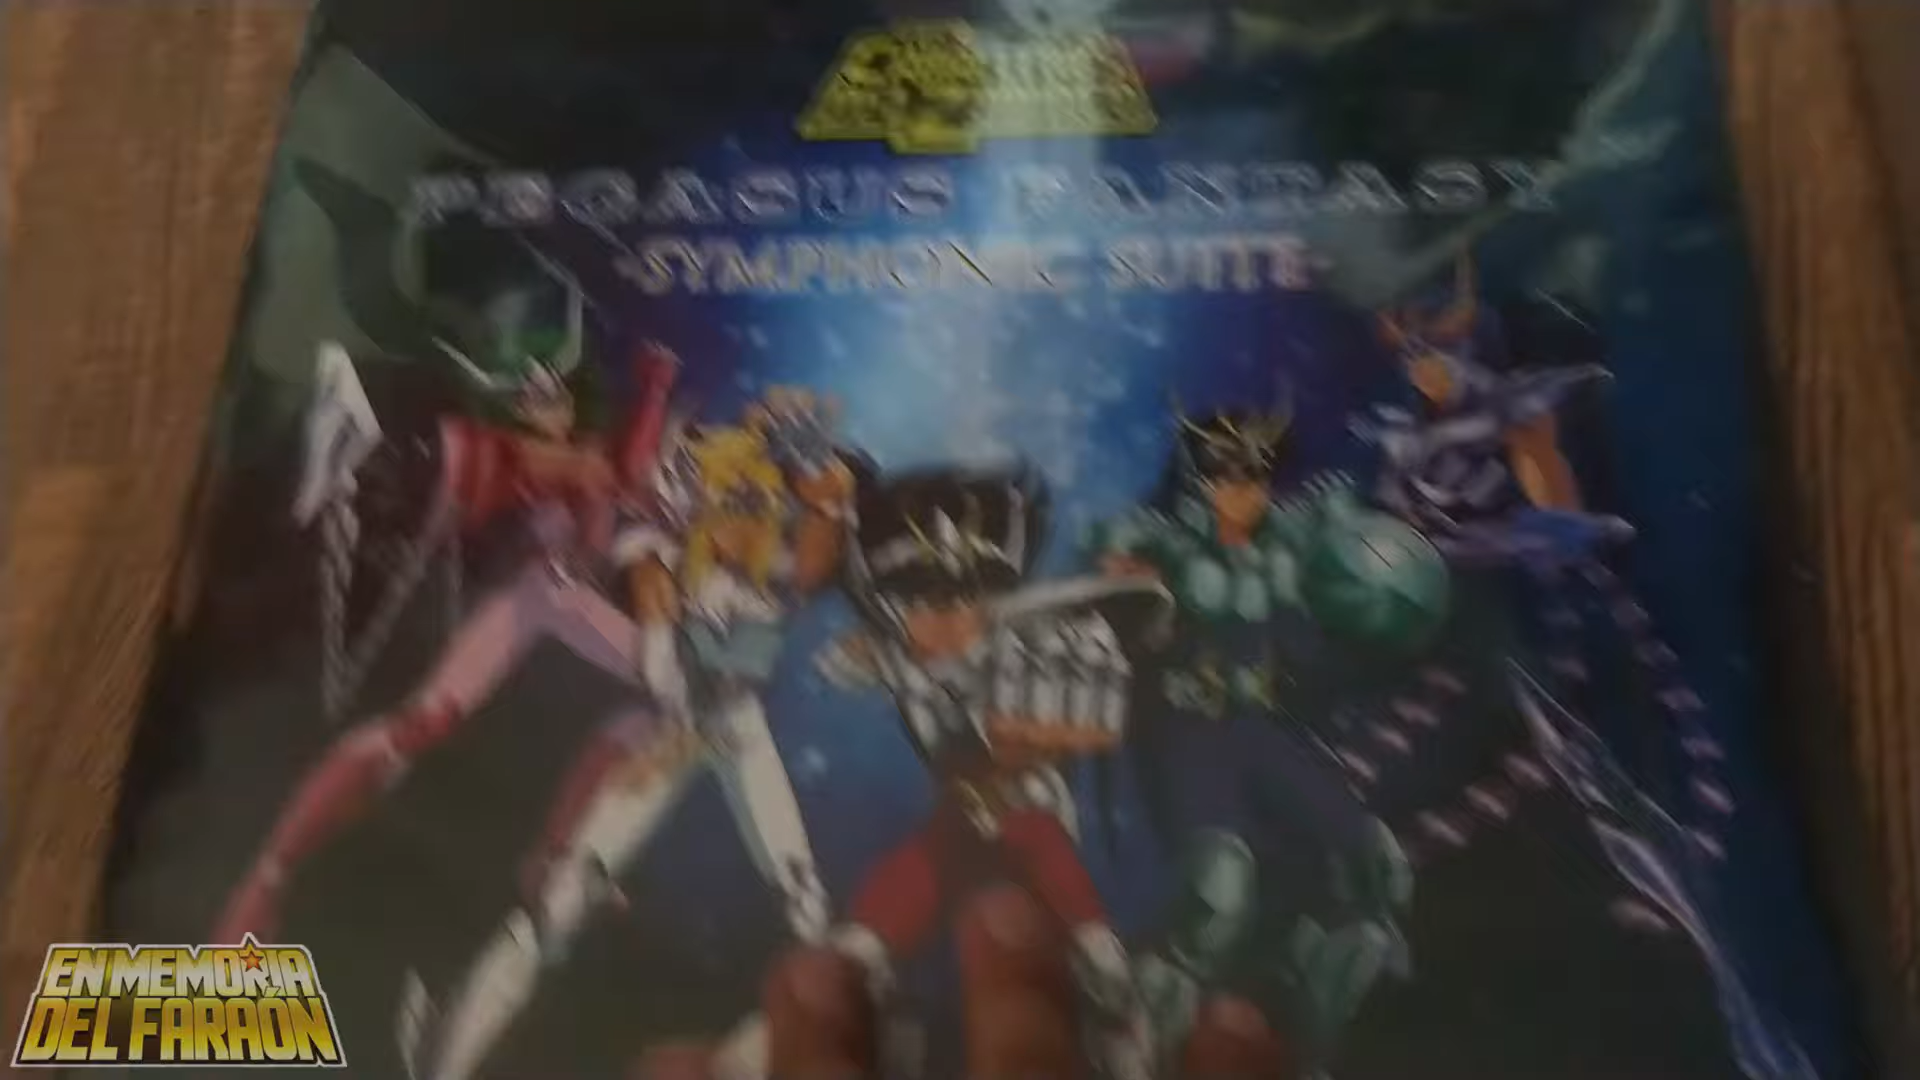 PEGASUS FANTASY
-SYMPHONIC SUITE-
EN MEMORIA
DEL FARAÓN